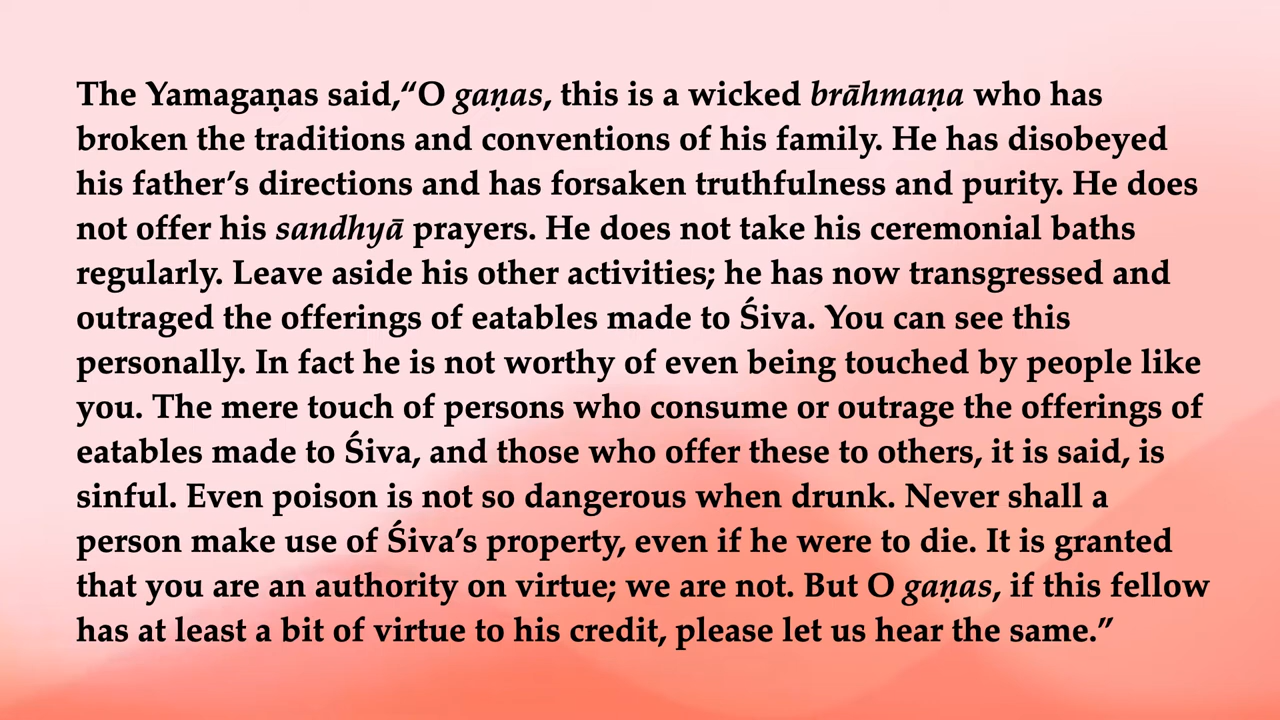 The Yamagaṇas said,“O gaṇas, this is a wicked brāhmaṇa who has
broken the traditions and conventions of his family. He has disobeyed
his father’s directions and has forsaken truthfulness and purity. He does
not offer his sandhyā prayers. He does not take his ceremonial baths
regularly. Leave aside his other activities; he has now transgressed and
outraged the offerings of eatables made to Śiva. You can see this
personally. In fact he is not worthy of even being touched by people like
you. The mere touch of persons who consume or outrage the offerings of
eatables made to Śiva, and those who offer these to others, it is said, is
sinful. Even poison is not so dangerous when drunk. Never shall a
person make use of Śiva’s property, even if he were to die. It is granted
that you are an authority on virtue; we are not. But O gaṇas, if this fellow
has at least a bit of virtue to his credit, please let us hear the same.”